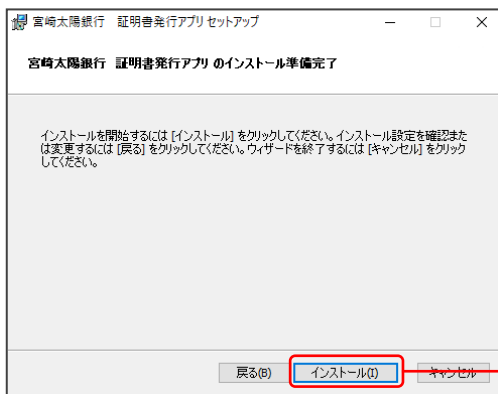 宮崎太陽銀行　証明書発行アプリ セットアップ
宮崎太陽銀行　証明書発行アプリ のインストール準備完了
インストールを開始するには [インストール] をクリックしてください。インストール設定を確認また
は変更するには [戻る] をクリックしてください。ウィザードを終了するには [キャンセル] をクリック
してください。
戻る(B) インストール(I) キャンセル